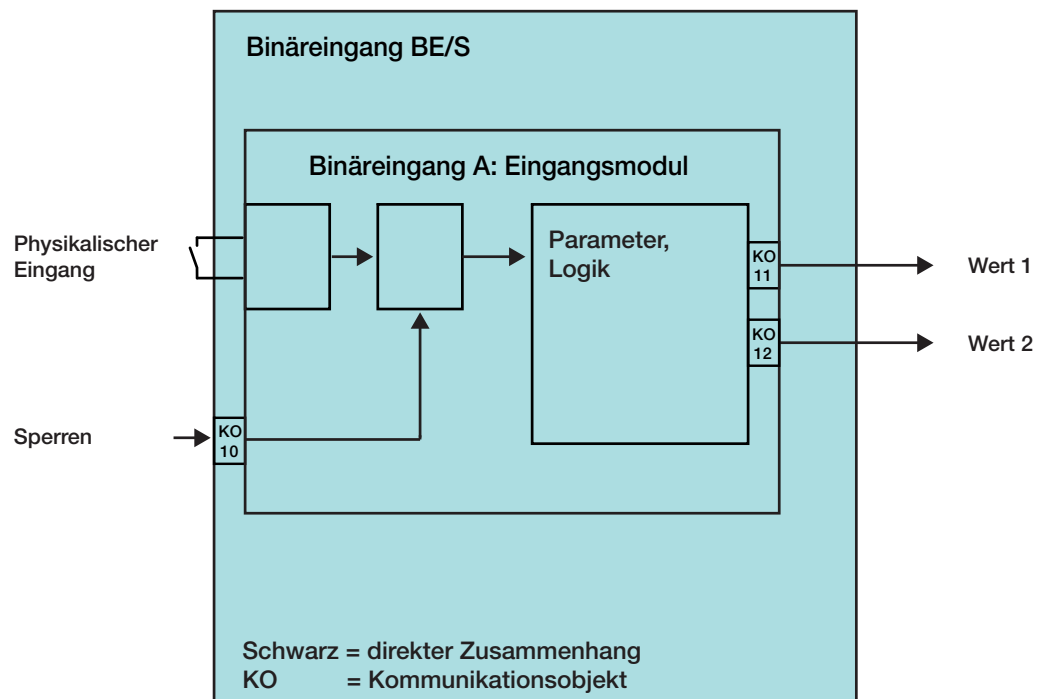 Binäreingang BE/S
Binäreingang A: Eingangsmodul
Physikalischer
Eingang
Parameter,
Logik
KO
11
Wert 1
KO
12
Wert 2
Sperren
KO
10
Schwarz = direkter Zusammenhang
KO = Kommunikationsobjekt